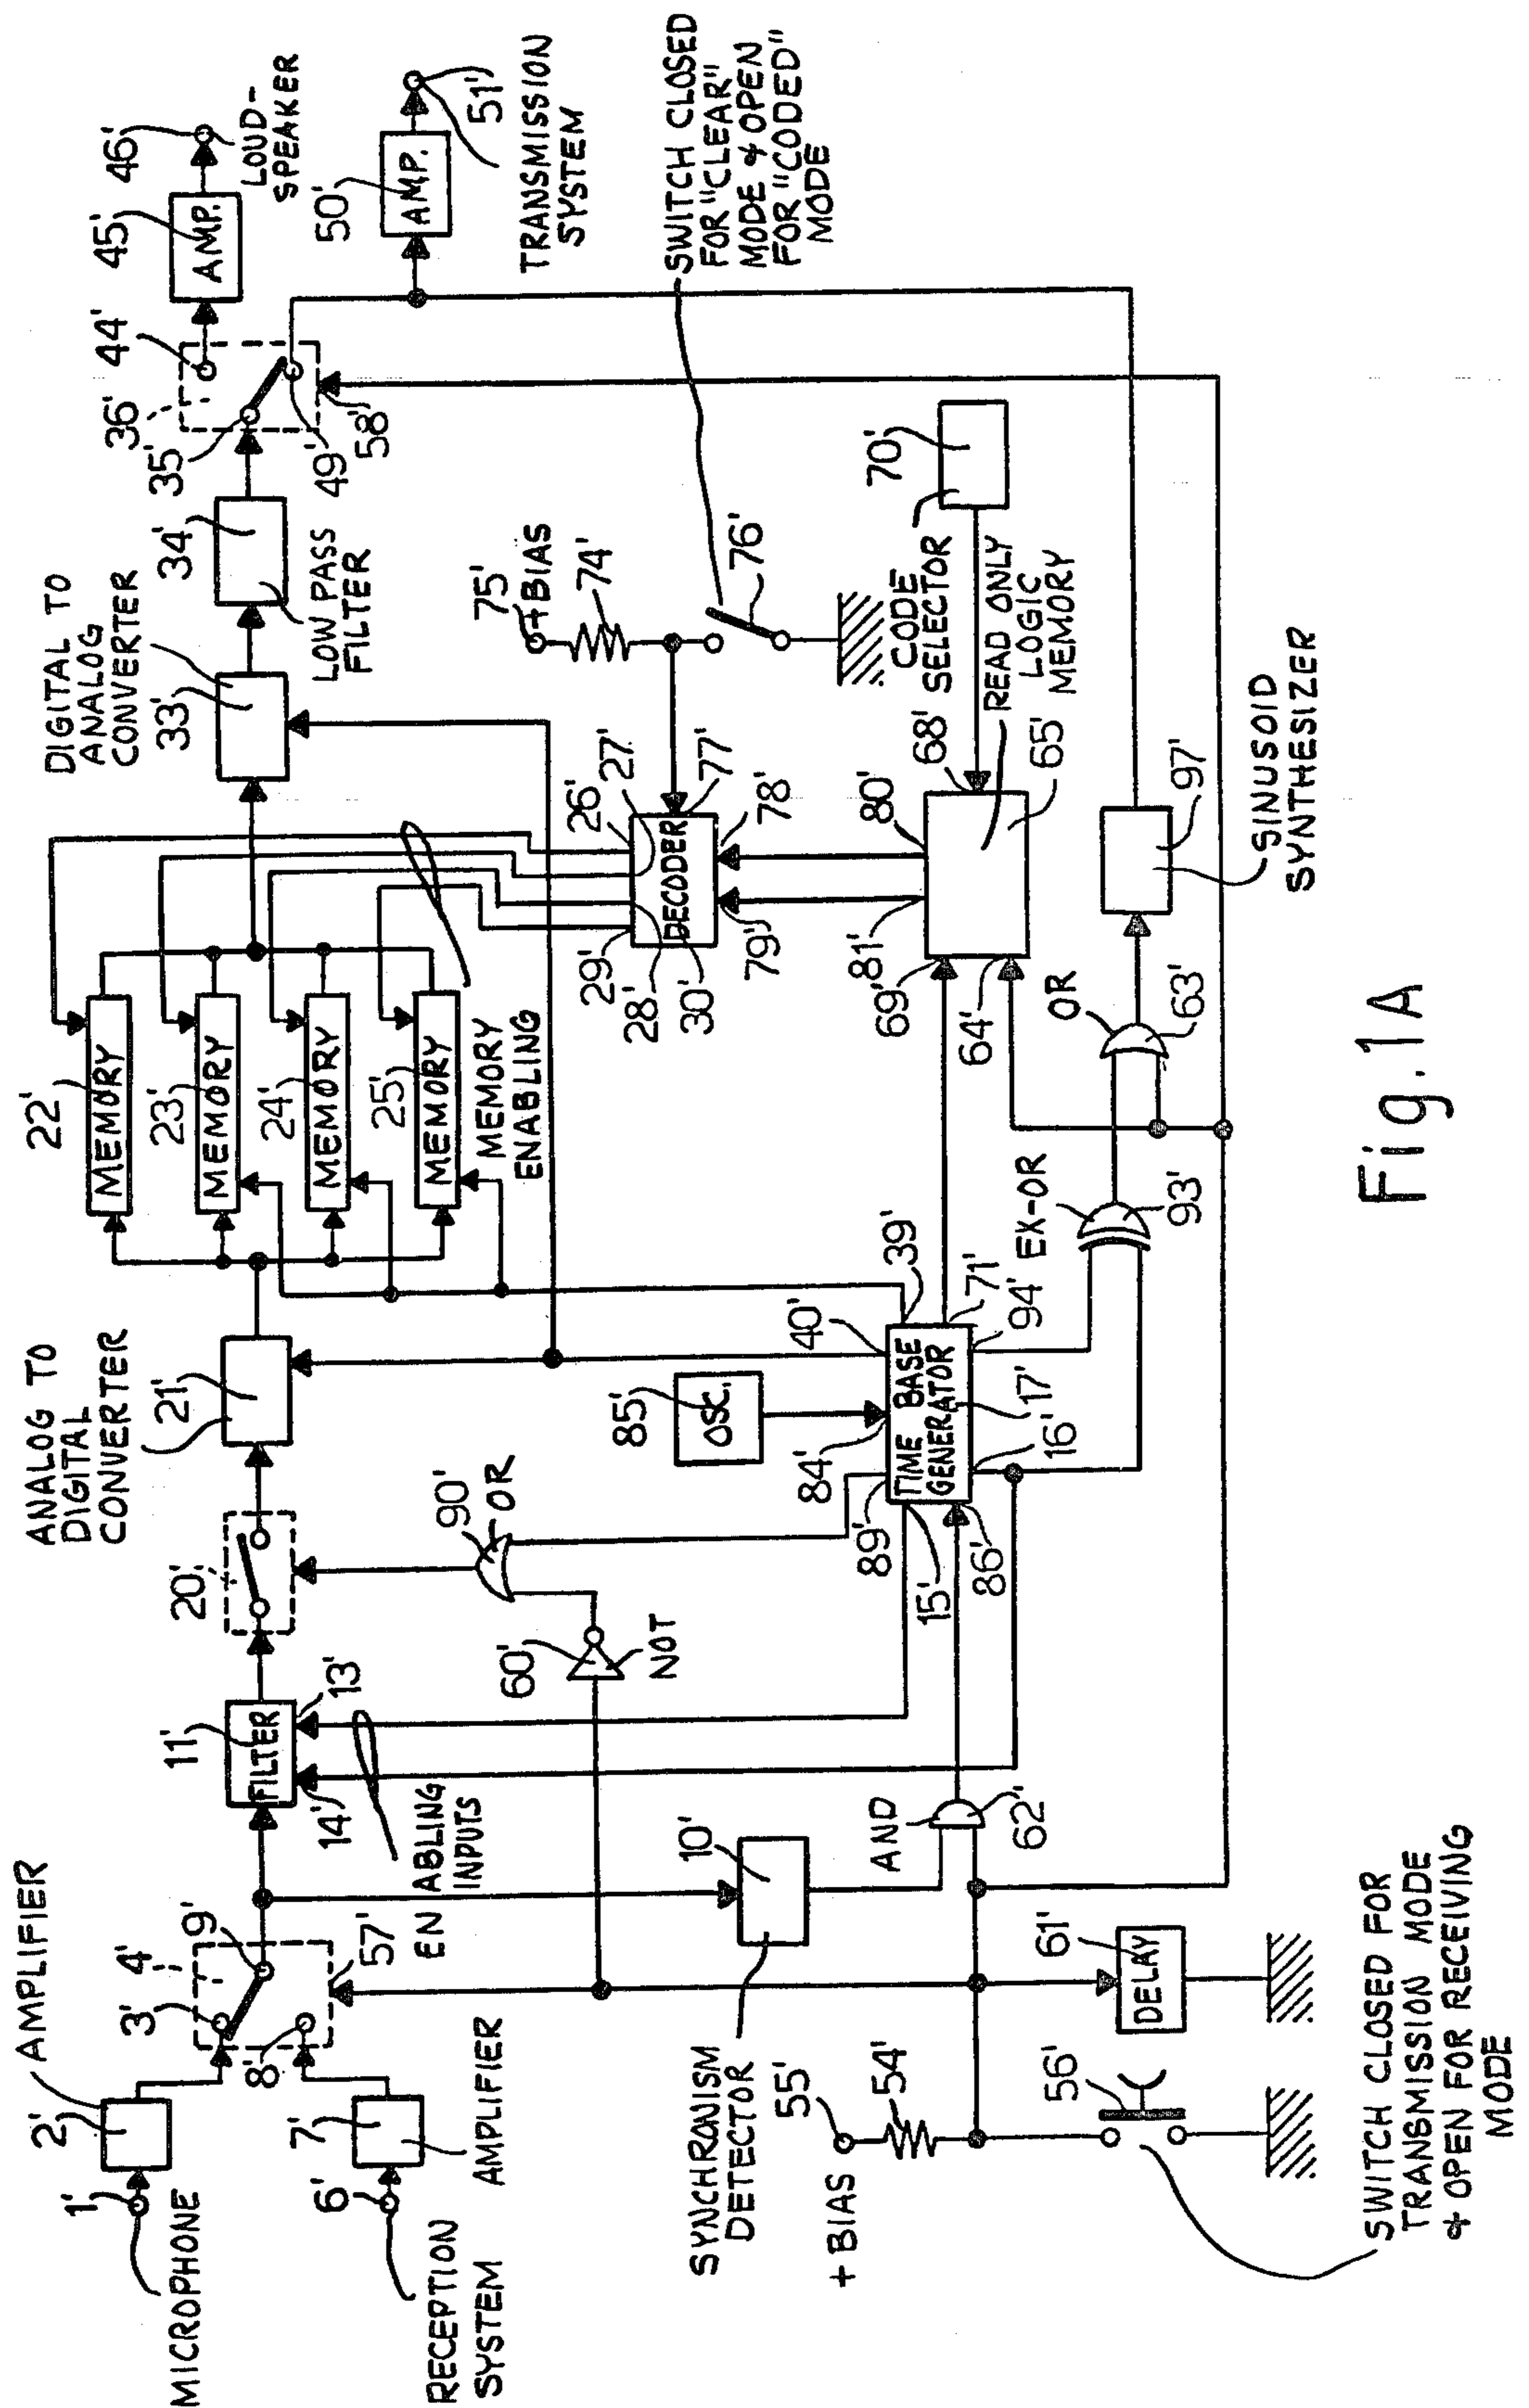 1'
MICROPHONE
2'
AMPLIFIER
6'
RECEPTION
SYSTEM
7'
AMPLIFIER
3'
4'
8'
9'
57'
EN ABLING
INPUTS
11'
FILTER
14'
13'
20'
ANALOG TO
DIGITAL
CONVERTER
21'
22'
MEMORY
23'
MEMORY
24'
MEMORY
25'
MEMORY
MEMORY
ENABLING
DIGITAL TO
ANALOG
CONVERTER
33'
34'
LOW PASS
FILTER
35'
36'
44'
49'
58'
45'
AMP.
46'
LOUD-
SPEAKER
50'
AMP.
51'
TRANSMISSION
SYSTEM
SWITCH CLOSED
FOR "CLEAR"
MODE & OPEN
FOR "CODED"
MODE
75'
+BIAS
74'
76'
26'
27'
29'
28'
30'
DECODER
77'
78'
79'
80'
81'
68'
69'
64'
65'
READ ONLY
LOGIC
MEMORY
CODE
SELECTOR
70'
60'
NOT
90'
OR
85'
OSC.
84'
89'
15'
86'
40'
39'
TIME BASE
GENERATOR
71'
94'
17'
16'
EX-OR
93'
OR
63'
97'
SINUSOID
SYNTHESIZER
SYNCHRONISM
DETECTOR
10'
AND
62'
55'
+BIAS
54'
56'
61'
DELAY
SWITCH CLOSED FOR
TRANSMISSION MODE
& OPEN FOR RECEIVING
MODE
Fig.1A